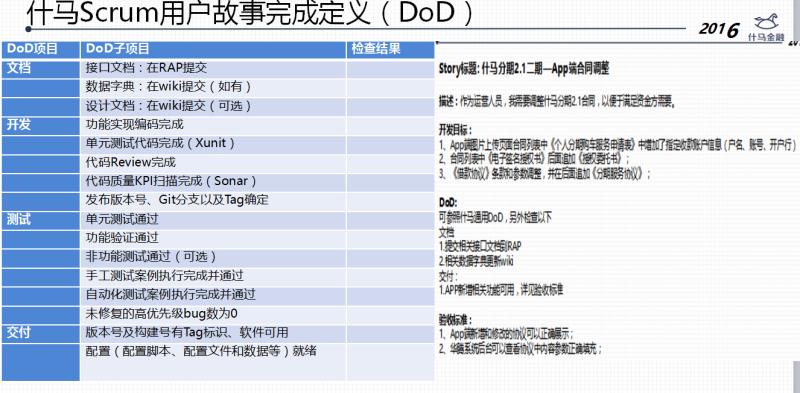 什马Scrum用户故事完成定义（DoD）
2016
什马金融
DoD项目 DoD子项目 检查结果
文档 接口文档：在RAP提交
数据字典：在wiki提交（如有）
设计文档：在wiki提交（可选）
开发 功能实现编码完成
单元测试代码完成（Xunit）
代码Review完成
代码质量KPI扫描完成（Sonar）
发布版本号、Git分支以及Tag确定
测试 单元测试通过
功能验证通过
非功能测试通过（可选）
手工测试案例执行完成并通过
自动化测试案例执行完成并通过
未修复的高优先级bug数为0
交付 版本号及构建号有Tag标识、软件可用
配置（配置脚本、配置文件和数据等）就绪
Story标题: 什马分期2.1二期—App端合同调整
描述：作为运营人员，我需要调整什马分期2.1合同，以便于满足资金方需要。
开发目标：
1、App端图片上传页面合同列表中《个人分期购车服务申请表》中增加了指定收款账户信息（户名、账号、开户行）
2、合同列表中《电子签名授权书》后面追加《授权委托书》；
3、《借款协议》条款和参数调整，并在后面追加《分期服务协议》；
DoD:
可参照什马通用DoD，另外检查以下
文档
1.提交相关接口文档到RAP
2.相关数据字典更新wiki
交付：
1.APP新增相关功能可用，详见验收标准
验收标准：
1、App端新增和修改的协议可以正确展示；
2、华瞻系统后台可以查看协议中内容参数正确填充；